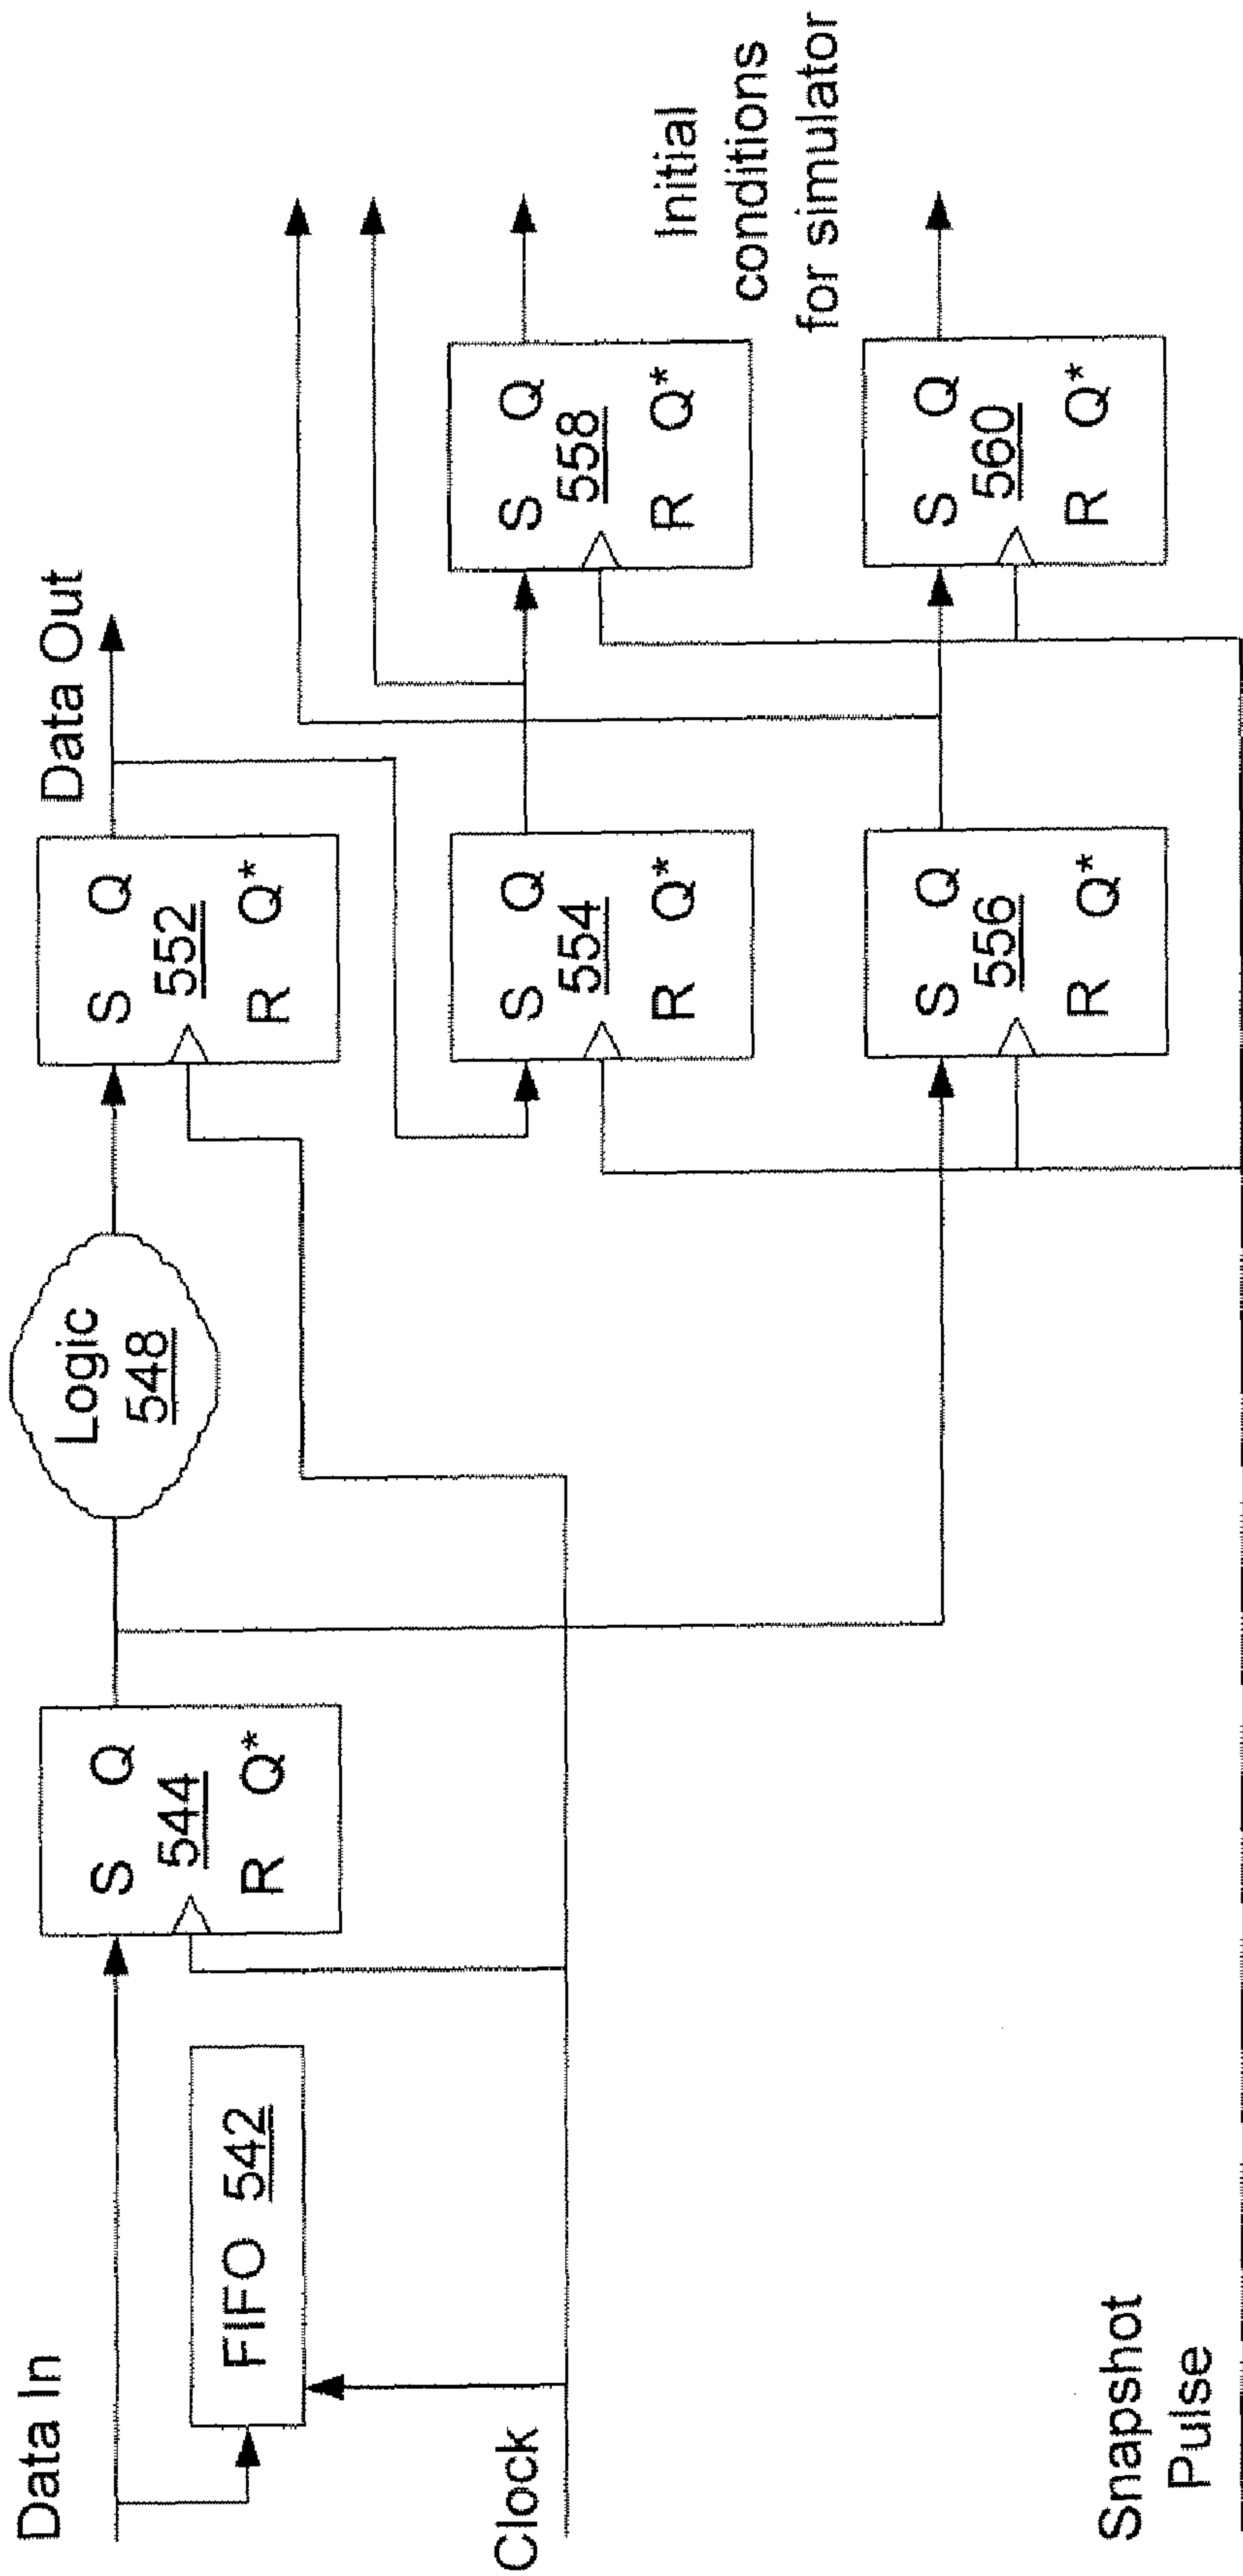 Data In
FIFO 542
Clock
Snapshot
Pulse
S Q
544
R Q*
Logic
548
S Q
552
R Q*
Data Out
S Q
554
R Q*
S Q
556
R Q*
S Q
558
R Q*
S Q
560
R Q*
Initial
conditions
for simulator